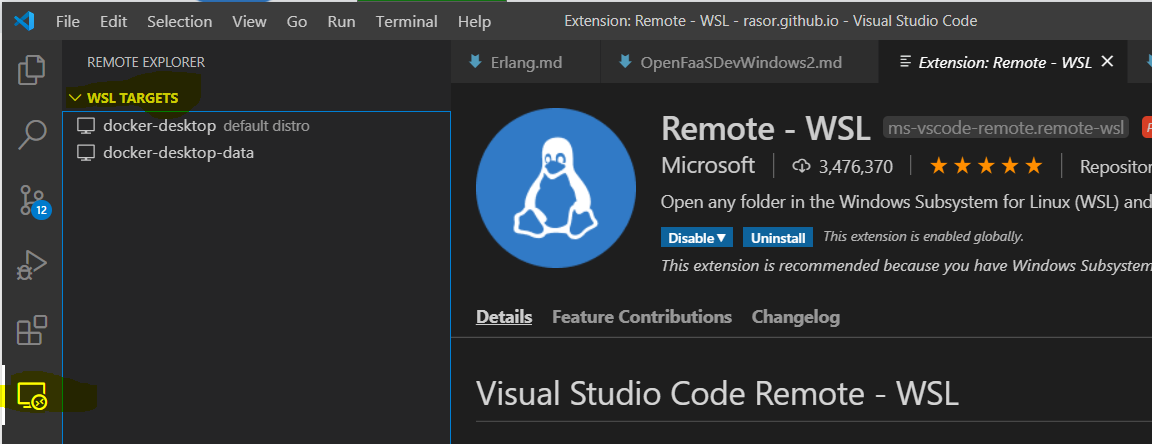 File Edit Selection View Go Run Terminal Help Extension: Remote - WSL - rasor.github.io - Visual Studio Code
REMOTE EXPLORER
WSL TARGETS
docker-desktop default distro
docker-desktop-data
12
Erlang.md OpenFaaSDevWindows2.md Extension: Remote - WSL
Remote - WSL ms-vscode-remote.remote-wsl
Microsoft 3,476,370 Repositor
Open any folder in the Windows Subsystem for Linux (WSL) and
Disable Uninstall This extension is enabled globally.
This extension is recommended because you have Windows Subsystem
Details Feature Contributions Changelog
Visual Studio Code Remote - WSL